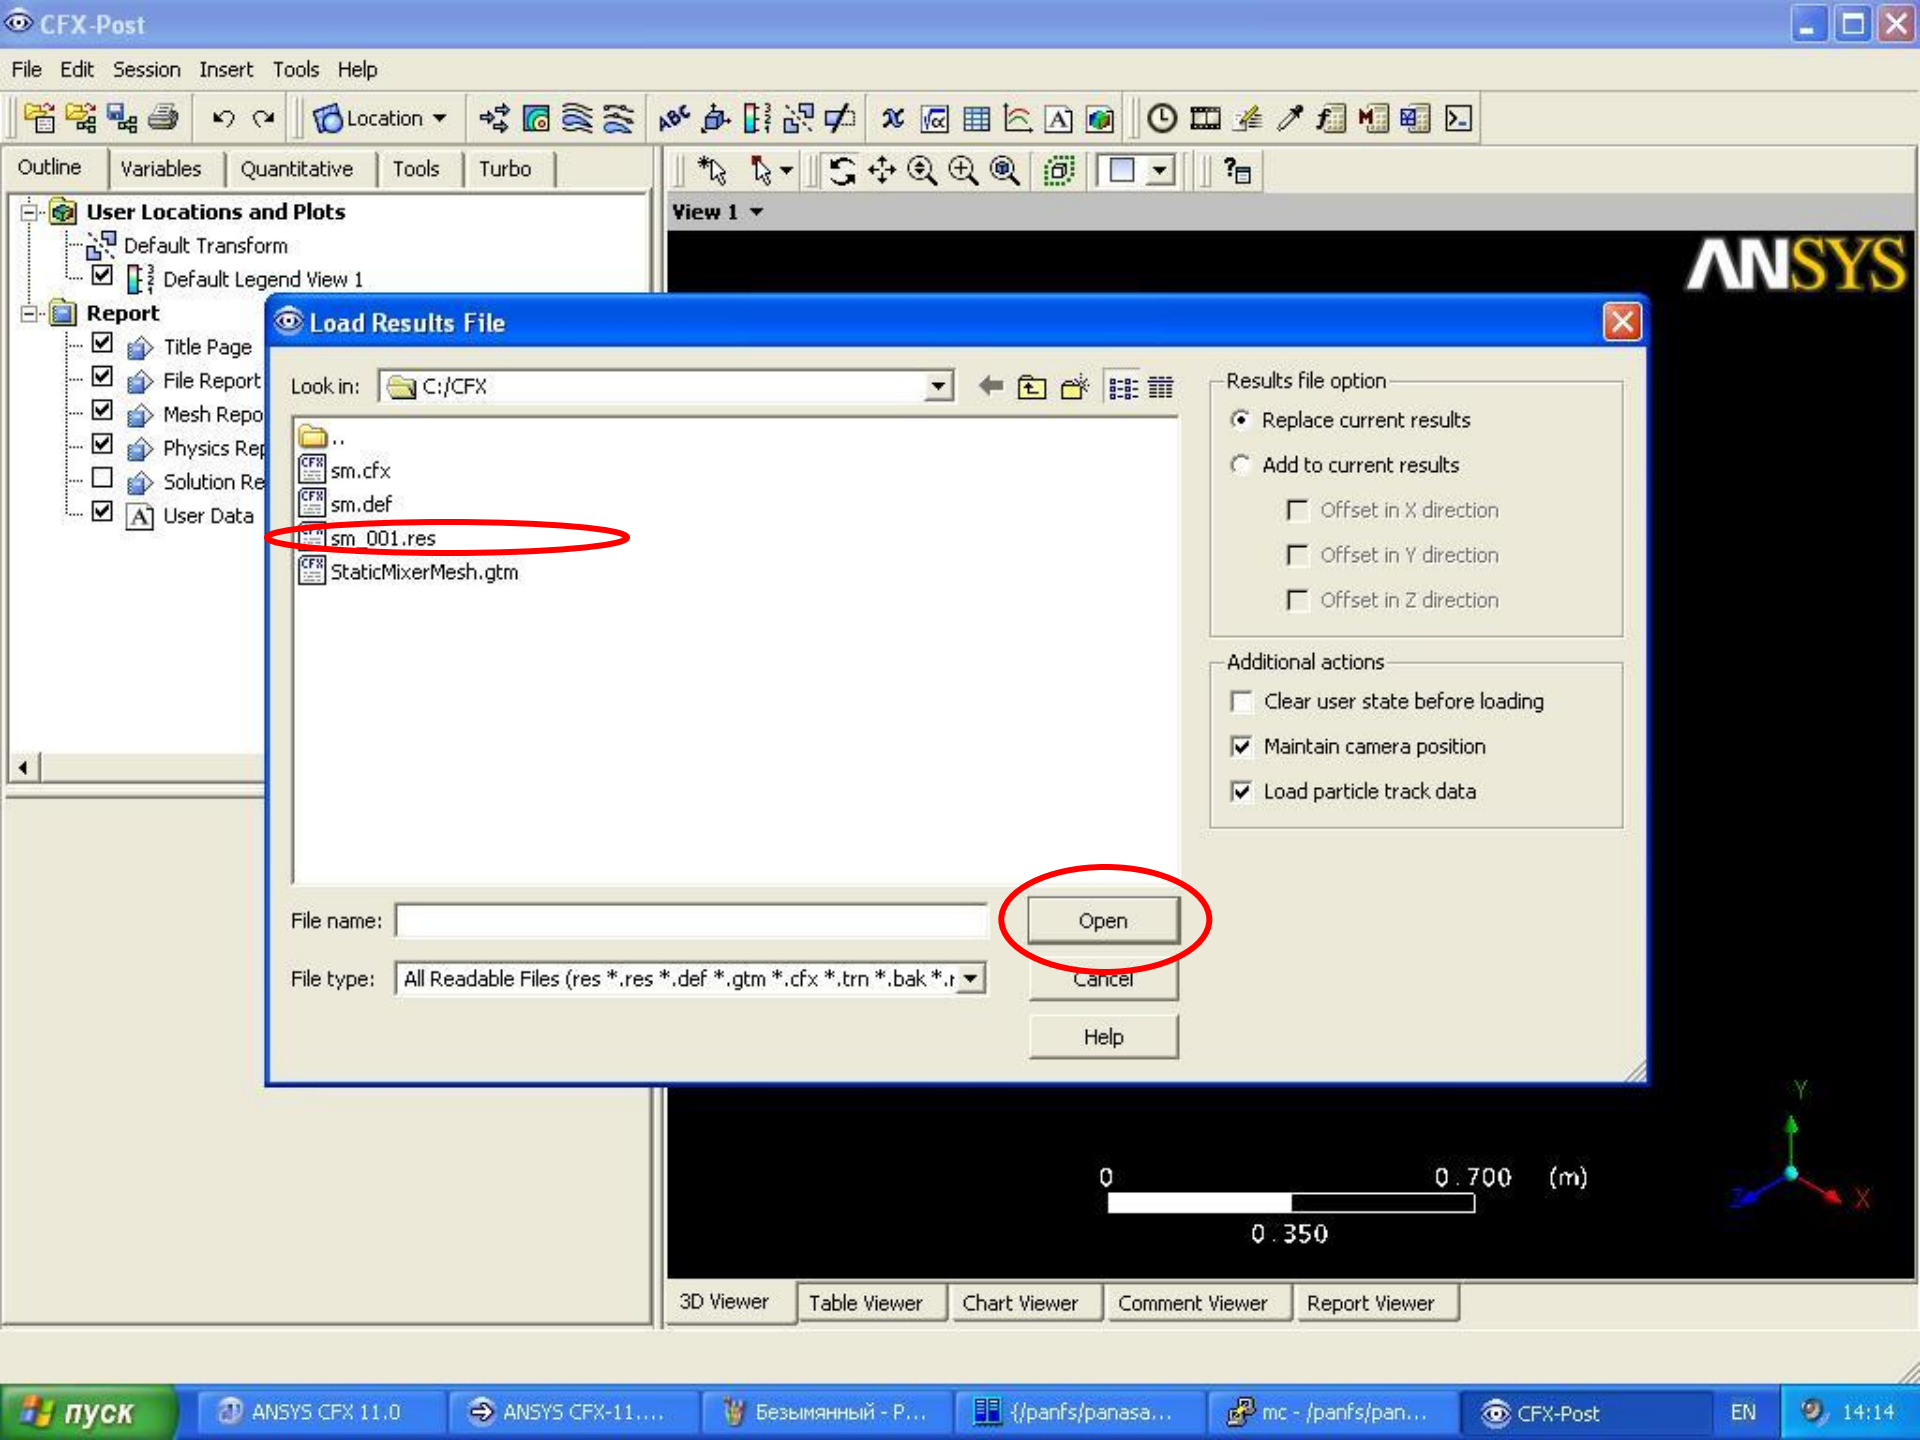 CFX-Post
File Edit Session Insert Tools Help
Location
Outline Variables Quantitative Tools Turbo
User Locations and Plots
Default Transform
Default Legend View 1
Report
Title Page
File Report
Mesh Repo
Physics Rep
Solution Re
User Data
View 1
ANSYS
Load Results File
Look in: C:/CFX
..
sm.cfx
sm.def
sm_001.res
StaticMixerMesh.gtm
File name: Open
File type: All Readable Files (res *.res *.def *.gtm *.cfx *.trn *.bak *.r Cancel
Help
Results file option
Replace current results
Add to current results
Offset in X direction
Offset in Y direction
Offset in Z direction
Additional actions
Clear user state before loading
Maintain camera position
Load particle track data
Y
Z X
0 0.700 (m)
0.350
3D Viewer Table Viewer Chart Viewer Comment Viewer Report Viewer
пуск ANSYS CFX 11.0 ANSYS CFX-11.... Безымянный - P... {/panfs/panasa... mc - /panfs/pan... CFX-Post EN 14:14